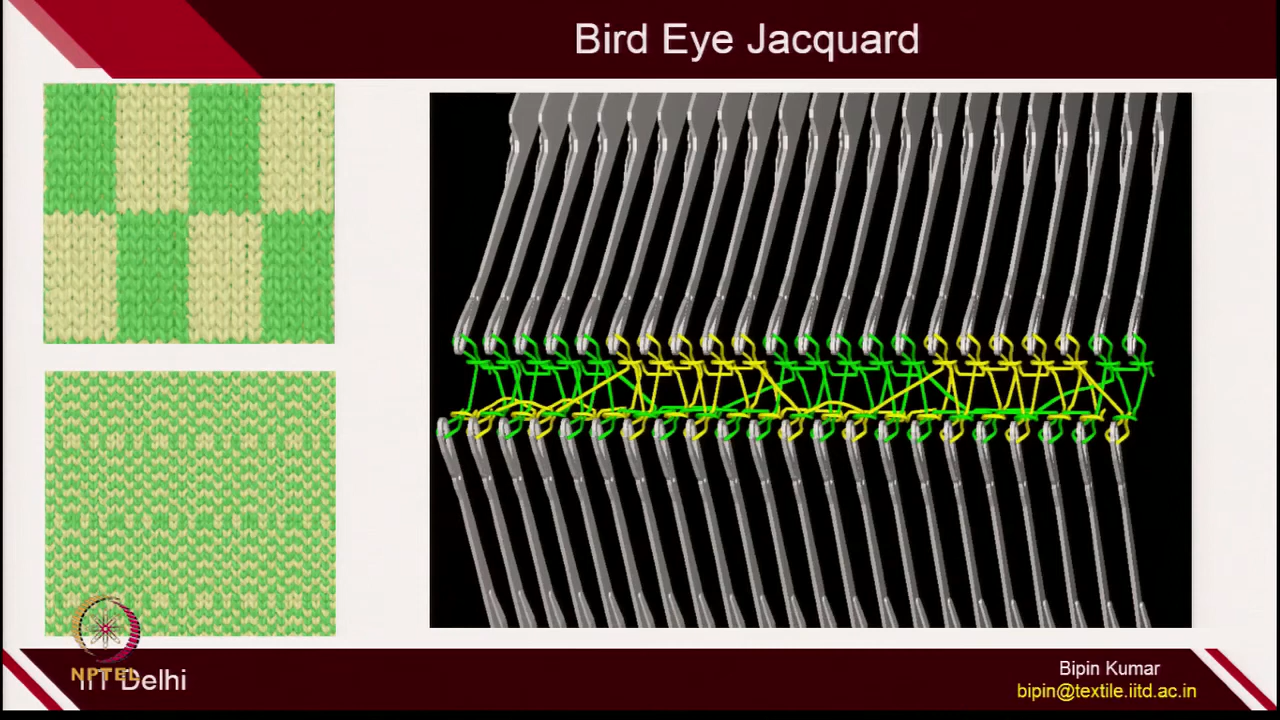 Bird Eye Jacquard
NPTEL
IIT Delhi
Bipin Kumar
bipin@textile.iitd.ac.in